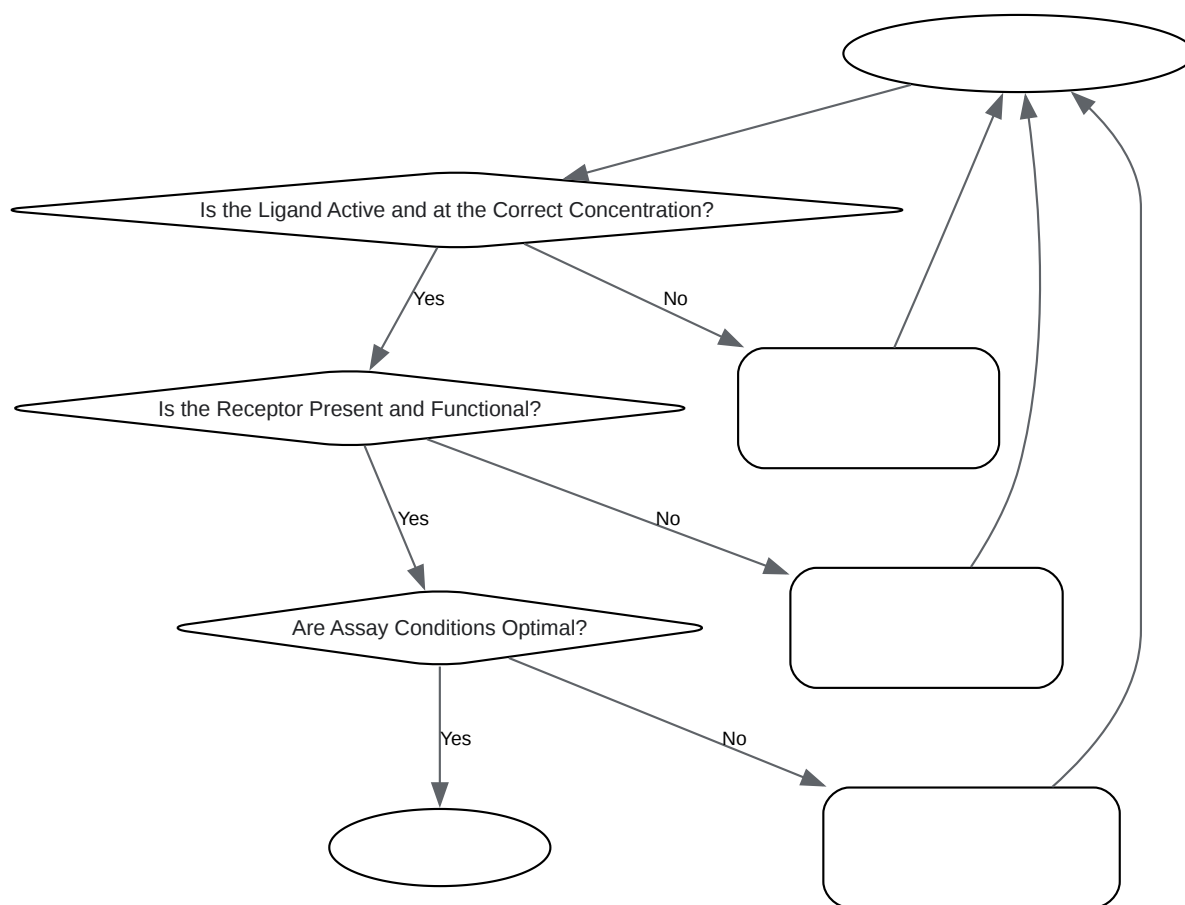 Is the Ligand Active and at the Correct Concentration?
Yes
No
Is the Receptor Present and Functional?
Yes
No
Are Assay Conditions Optimal?
Yes
No